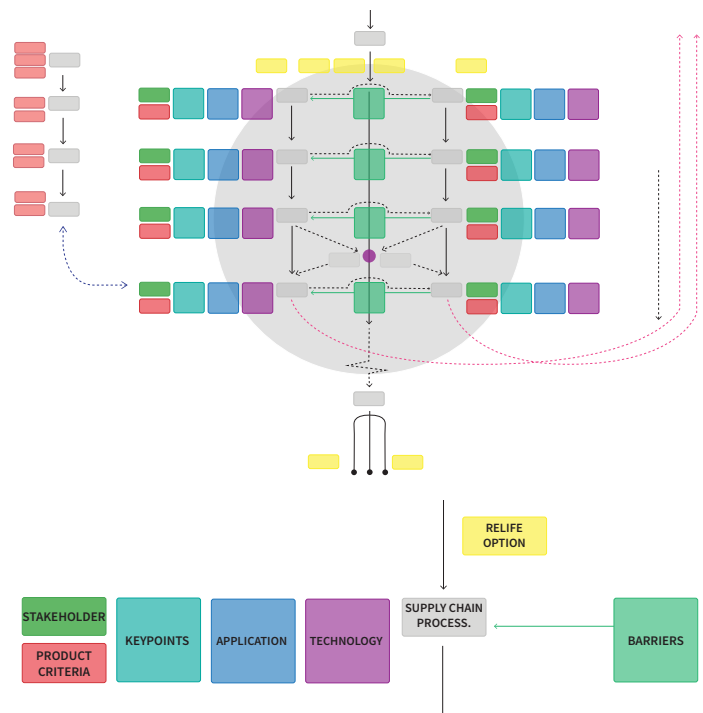 RELIFE
OPTION
STAKEHOLDER
PRODUCT
CRITERIA
KEYPOINTS
APPLICATION
TECHNOLOGY
SUPPLY CHAIN
PROCESS.
BARRIERS